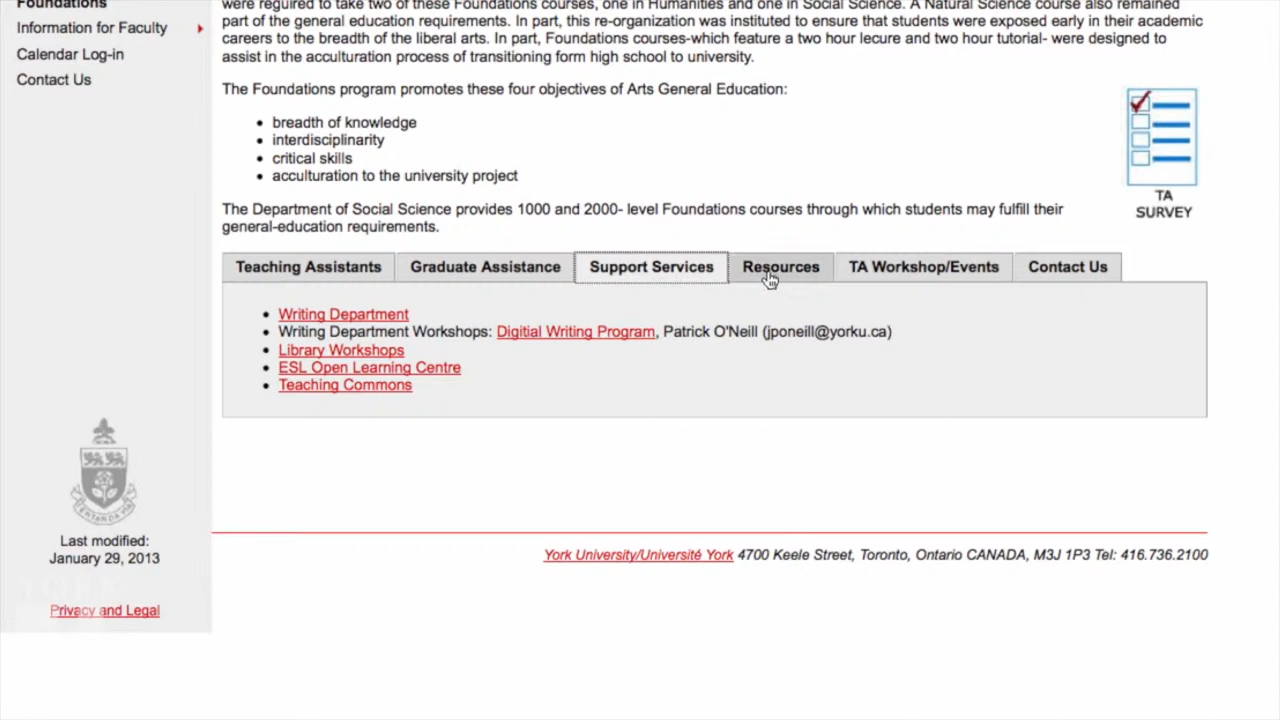 Foundations
Information for Faculty
Calendar Log-in
Contact Us
were required to take two of these Foundations courses, one in Humanities and one in Social Science. A Natural Science course also remained
part of the general education requirements. In part, this re-organization was instituted to ensure that students were exposed early in their academic
careers to the breadth of the liberal arts. In part, Foundations courses-which feature a two hour lecure and two hour tutorial- were designed to
assist in the acculturation process of transitioning form high school to university.
The Foundations program promotes these four objectives of Arts General Education:
• breadth of knowledge
• interdisciplinarity
• critical skills
• acculturation to the university project
TA
SURVEY
The Department of Social Science provides 1000 and 2000- level Foundations courses through which students may fulfill their
general-education requirements.
Teaching Assistants Graduate Assistance Support Services Resources TA Workshop/Events Contact Us
• Writing Department
• Writing Department Workshops: Digitial Writing Program, Patrick O'Neill (jponeill@yorku.ca)
• Library Workshops
• ESL Open Learning Centre
• Teaching Commons
TENTANDA VIA
Last modified:
January 29, 2013
Privacy and Legal
York University/Université York 4700 Keele Street, Toronto, Ontario CANADA, M3J 1P3 Tel: 416.736.2100